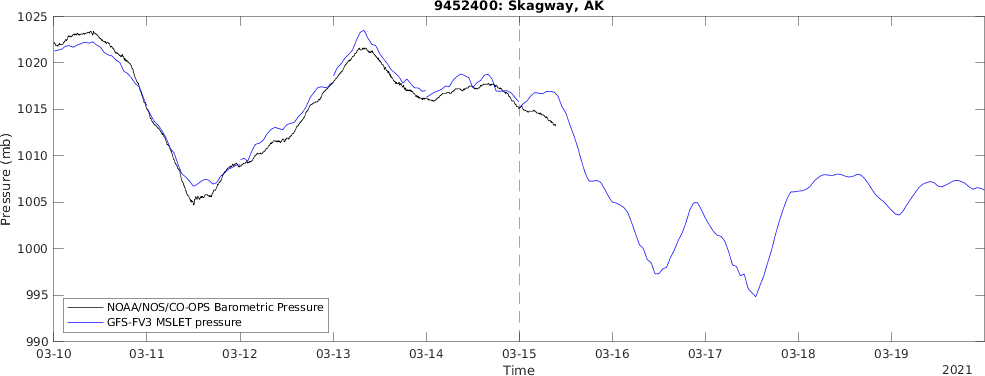 9452400: Skagway, AK
Pressure (mb)
1025
1020
1015
1010
1005
1000
995
990
NOAA/NOS/CO-OPS Barometric Pressure
GFS-FV3 MSLET pressure
03-10 03-11 03-12 03-13 03-14 03-15 03-16 03-17 03-18 03-19
Time
2021